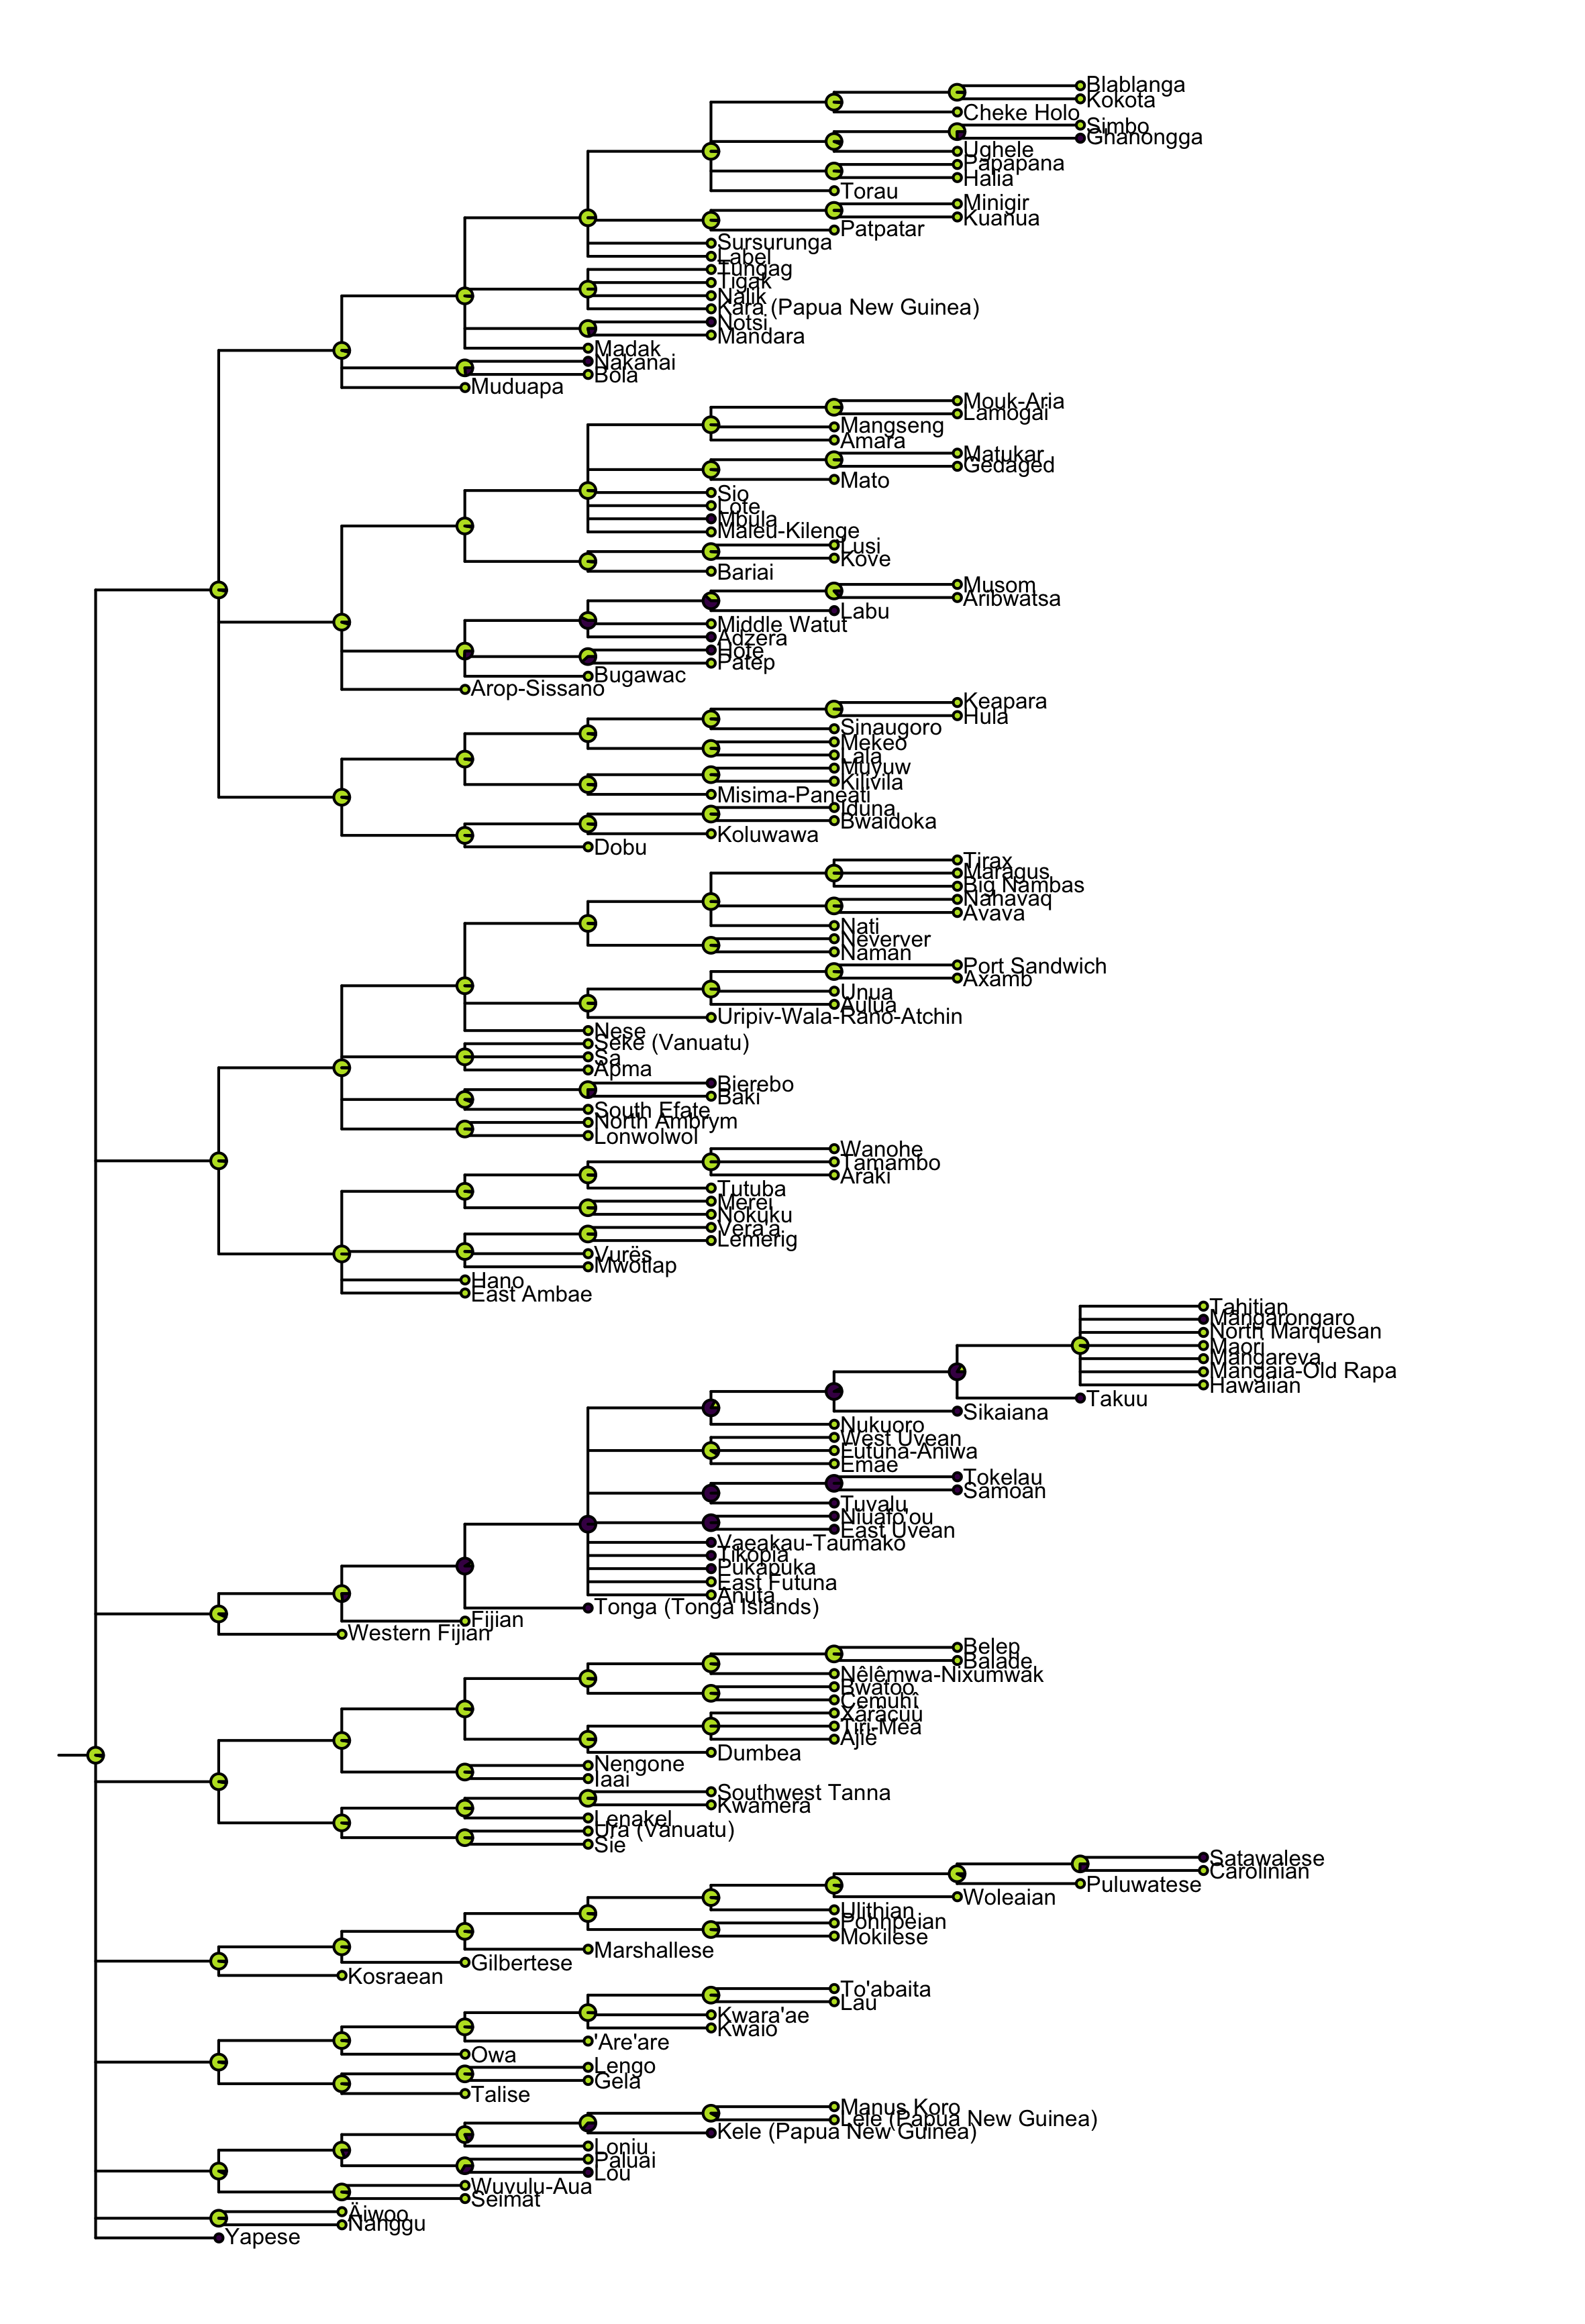 Blablanga
Kokota
Cheke Holo
Simbo
Ghanongga
Ughele
Papapana
Halia
Torau
Minigir
Kuanua
Patpatar
Sursurunga
Label
Tungag
Tigak
Nalik
Kara (Papua New Guinea)
Notsi
Mandara
Madak
Nakanai
Bola
Muduapa
Mouk-Aria
Lamogai
Mangseng
Amara
Matukar
Gedaged
Mato
Sio
Lote
Mbula
Maleu-Kilenge
Lusi
Kove
Bariai
Musom
Aribwatsa
Labu
Middle Watut
Adzera
Hote
Patep
Bugawac
Arop-Sissano
Keapara
Hula
Sinaugoro
Mekeo
Lala
Muyuw
Kilivila
Misima-Paneati
Iduna
Bwaidoka
Koluwawa
Dobu
Tirax
Maragus
Big Nambas
Nahavaq
Avava
Nati
Neverver
Naman
Port Sandwich
Axamb
Unua
Aulua
Uripiv-Wala-Rano-Atchin
Nese
Seke (Vanuatu)
Sa
Apma
Bierebo
Baki
South Efate
North Ambrym
Lonwolwol
Wanohe
Tamambo
Araki
Tutuba
Merei
Nokuku
Vera'a
Lemerig
Vurës
Mwotlap
Hano
East Ambae
Tahitian
Mangarongaro
North Marquesan
Maori
Mangareva
Mangaia-Old Rapa
Hawaiian
Takuu
Sikaiana
Nukuoro
West Uvean
Futuna-Aniwa
Emae
Tokelau
Samoan
Tuvalu
Niuafo'ou
East Uvean
Vaeakau-Taumako
Tikopia
Pukapuka
East Futuna
Anuta
Tonga (Tonga Islands)
Fijian
Western Fijian
Belep
Balade
Nêlêmwa-Nixumwak
Bwatoo
Cemuhî
Xârâcùù
Tiri-Mea
Ajië
Dumbea
Nengone
Iaai
Southwest Tanna
Kwamera
Lenakel
Ura (Vanuatu)
Sie
Satawalese
Carolinian
Puluwatese
Woleaian
Ulithian
Pohnpeian
Mokilese
Marshallese
Gilbertese
Kosraean
To'abaita
Lau
Kwara'ae
Kwaio
'Are'are
Owa
Lengo
Gela
Talise
Manus Koro
Lele (Papua New Guinea)
Kele (Papua New Guinea)
Loniu
Paluai
Lou
Wuvulu-Aua
Seimat
Äiwoo
Nanggu
Yapese